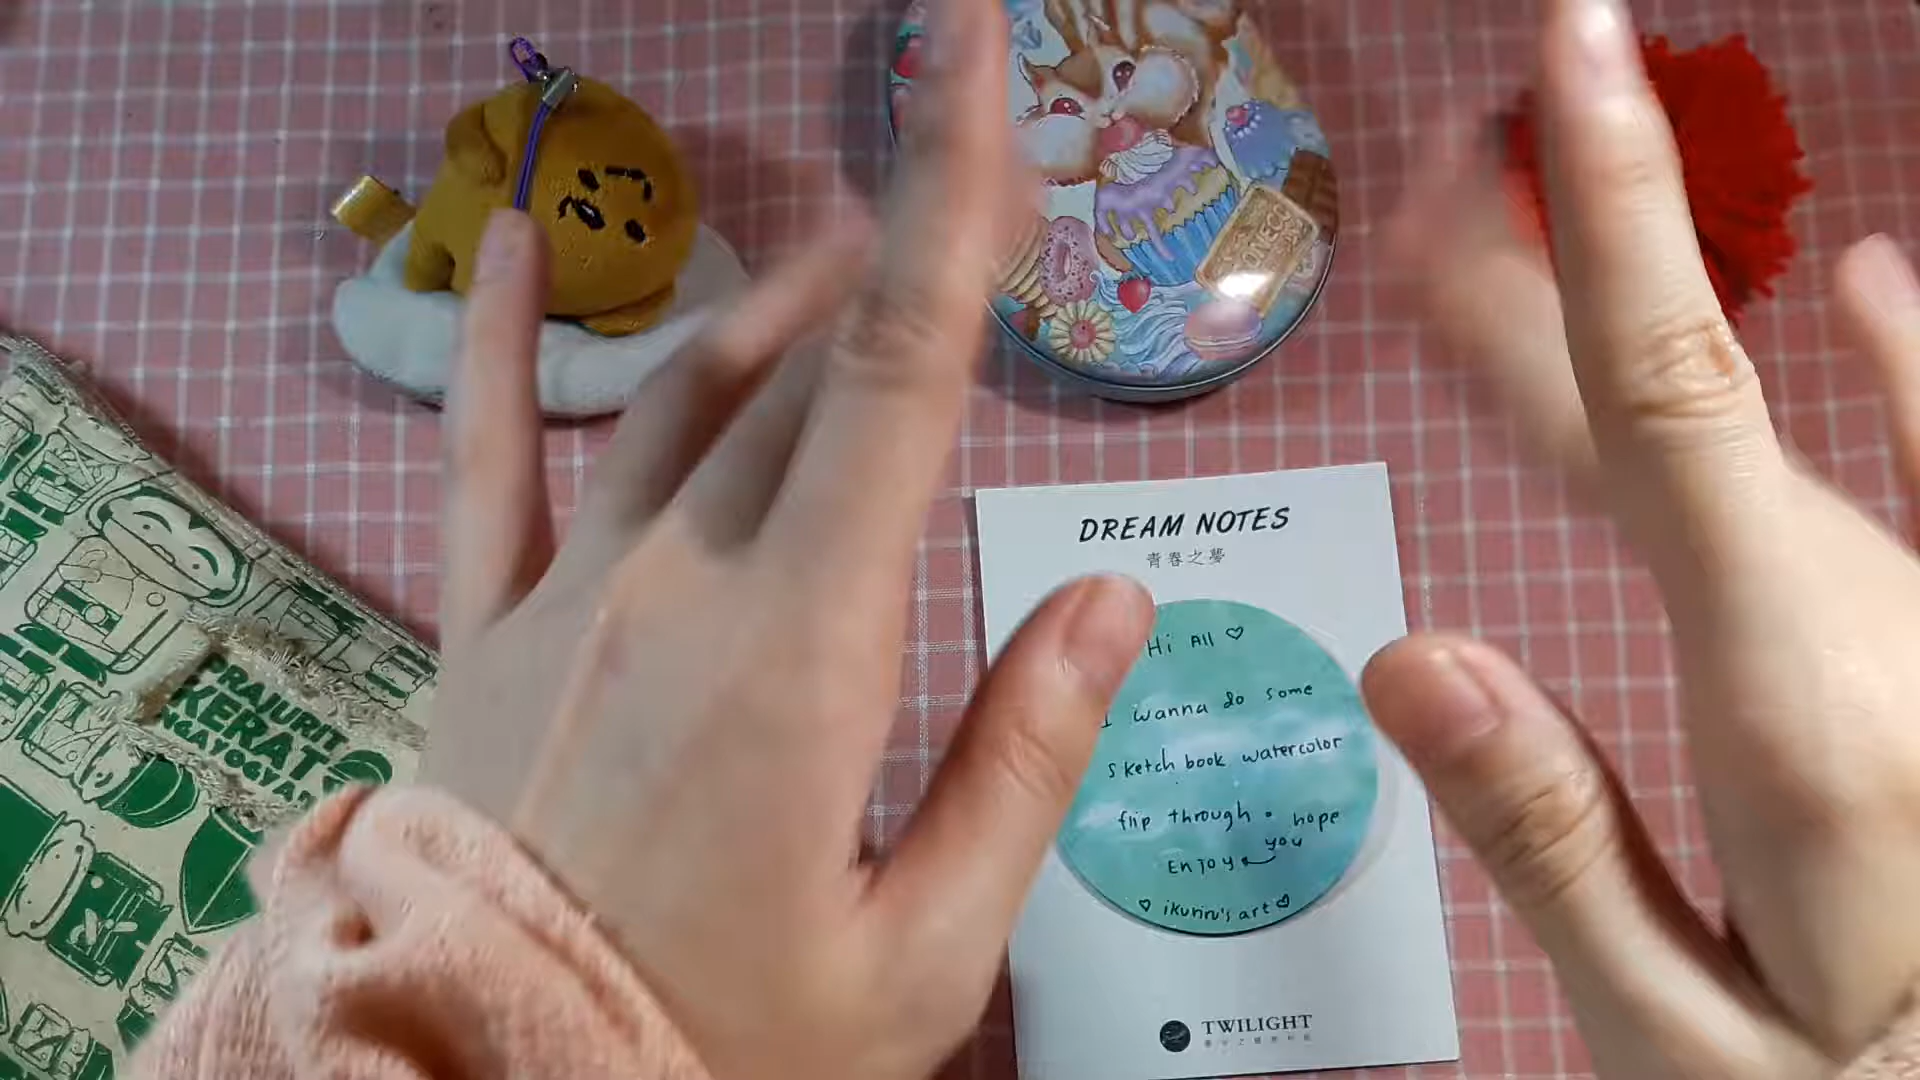 DREAM NOTES
青春之夢
Hi All ♡
I wanna do some
sketch book watercolor
flip through. hope
you
Enjoy
♡ ikuriru's art ♡
TWILIGHT
PRAJURIT
KERAT
NGAYOGYA